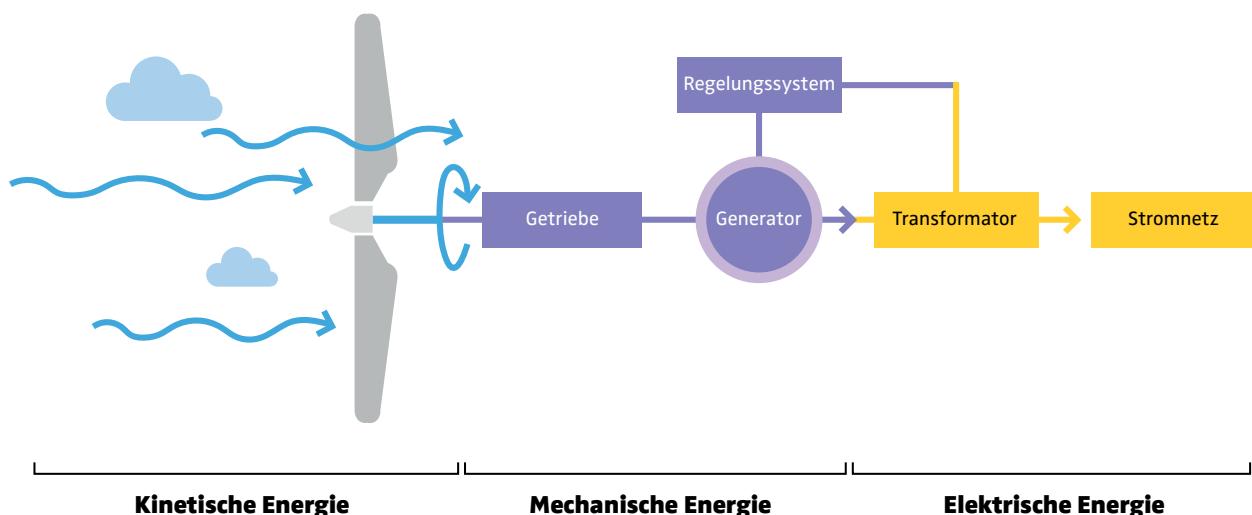 Regelungssystem
Getriebe
Generator
Transformator
Stromnetz
Kinetische Energie
Mechanische Energie
Elektrische Energie